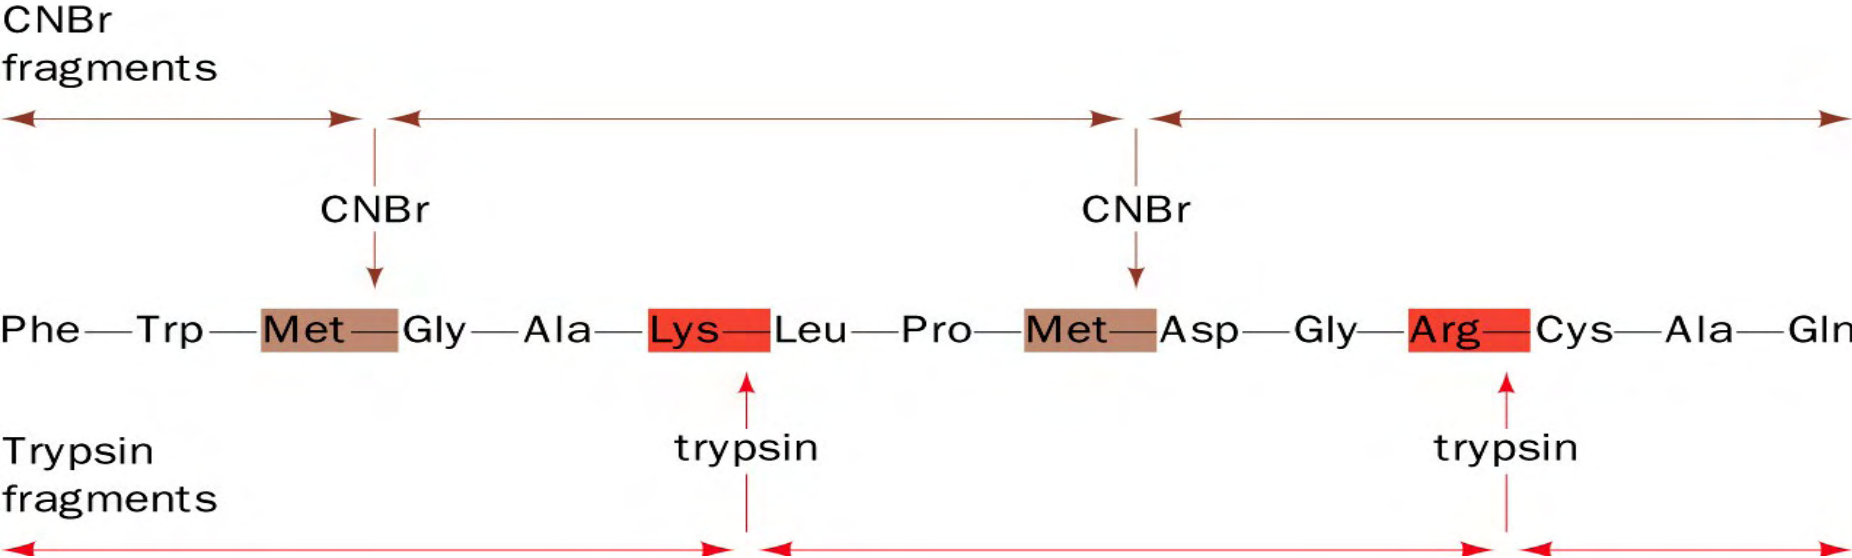 CNBr
fragments
CNBr CNBr
Phe—Trp—Met—Gly—Ala—Lys—Leu—Pro—Met—Asp—Gly—Arg—Cys—Ala—Gln
trypsin trypsin
Trypsin
fragments